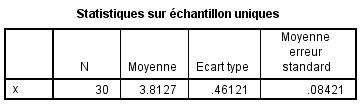 Statistiques sur échantillon uniques
N Moyenne Ecart type Moyenne erreur standard
x 30 3.8127 .46121 .08421